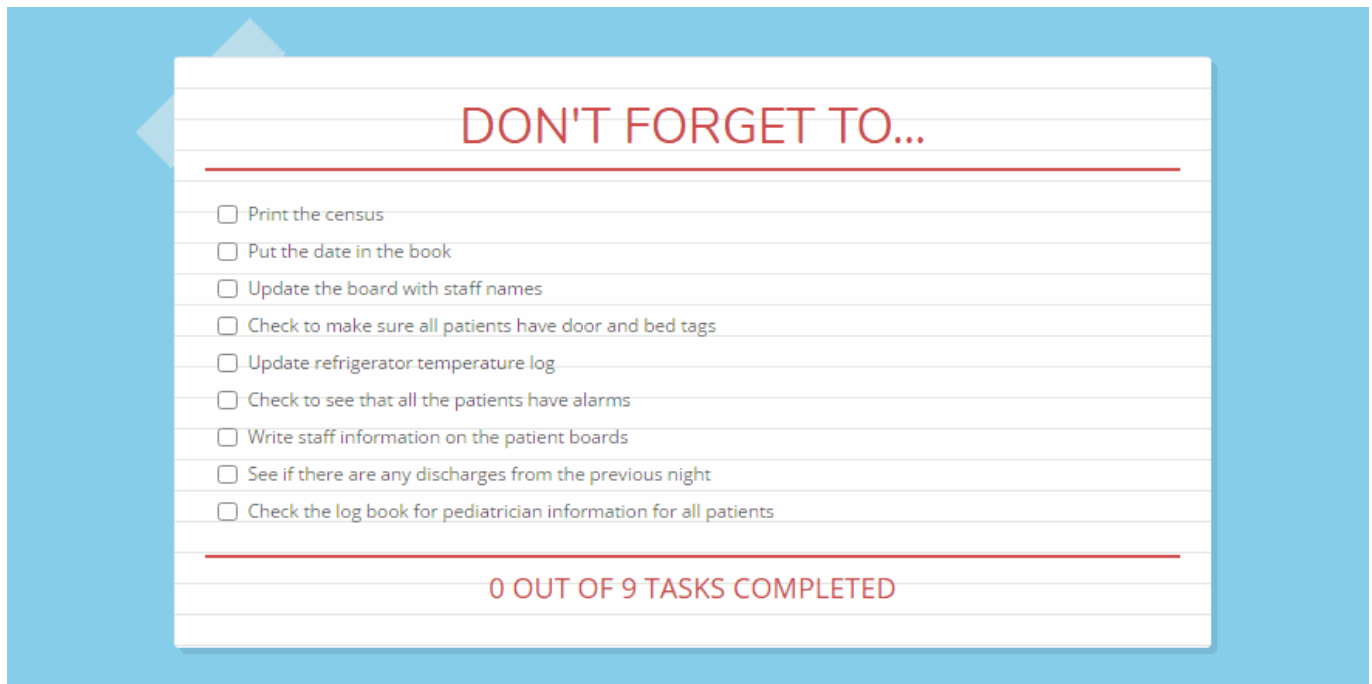 DON'T FORGET TO...
Print the census
Put the date in the book
Update the board with staff names
Check to make sure all patients have door and bed tags
Update refrigerator temperature log
Check to see that all the patients have alarms
Write staff information on the patient boards
See if there are any discharges from the previous night
Check the log book for pediatrician information for all patients
0 OUT OF 9 TASKS COMPLETED